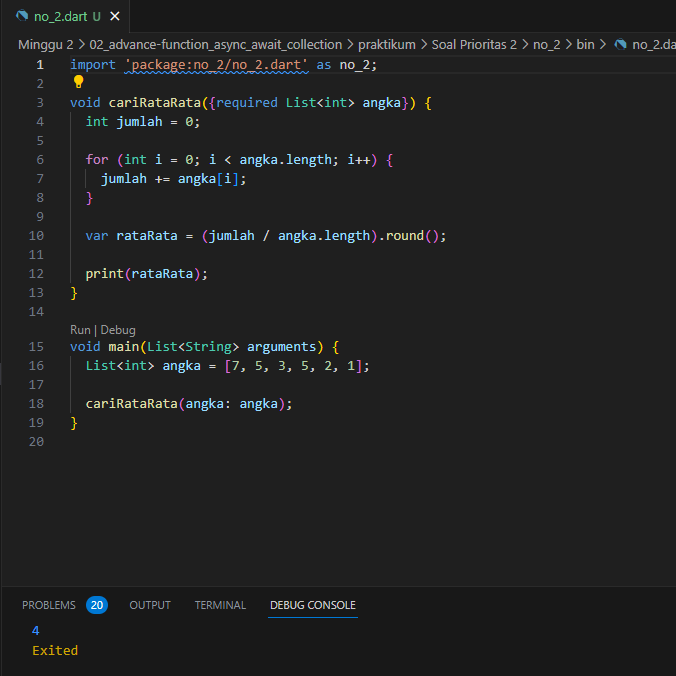 no_2.dart U
Minggu 2 > 02_advance-function_async_await_collection > praktikum > Soal Prioritas 2 > no_2 > bin > no_2.da
1 import 'package:no_2/no_2.dart' as no_2;
2
3 void cariRataRata({required List<int> angka}) {
4 int jumlah = 0;
5
6 for (int i = 0; i < angka.length; i++) {
7 jumlah += angka[i];
8 }
9
10 var rataRata = (jumlah / angka.length).round();
11
12 print(rataRata);
13 }
14
Run | Debug
15 void main(List<String> arguments) {
16 List<int> angka = [7, 5, 3, 5, 2, 1];
17
18 cariRataRata(angka: angka);
19 }
20
PROBLEMS 20 OUTPUT TERMINAL DEBUG CONSOLE
4
Exited